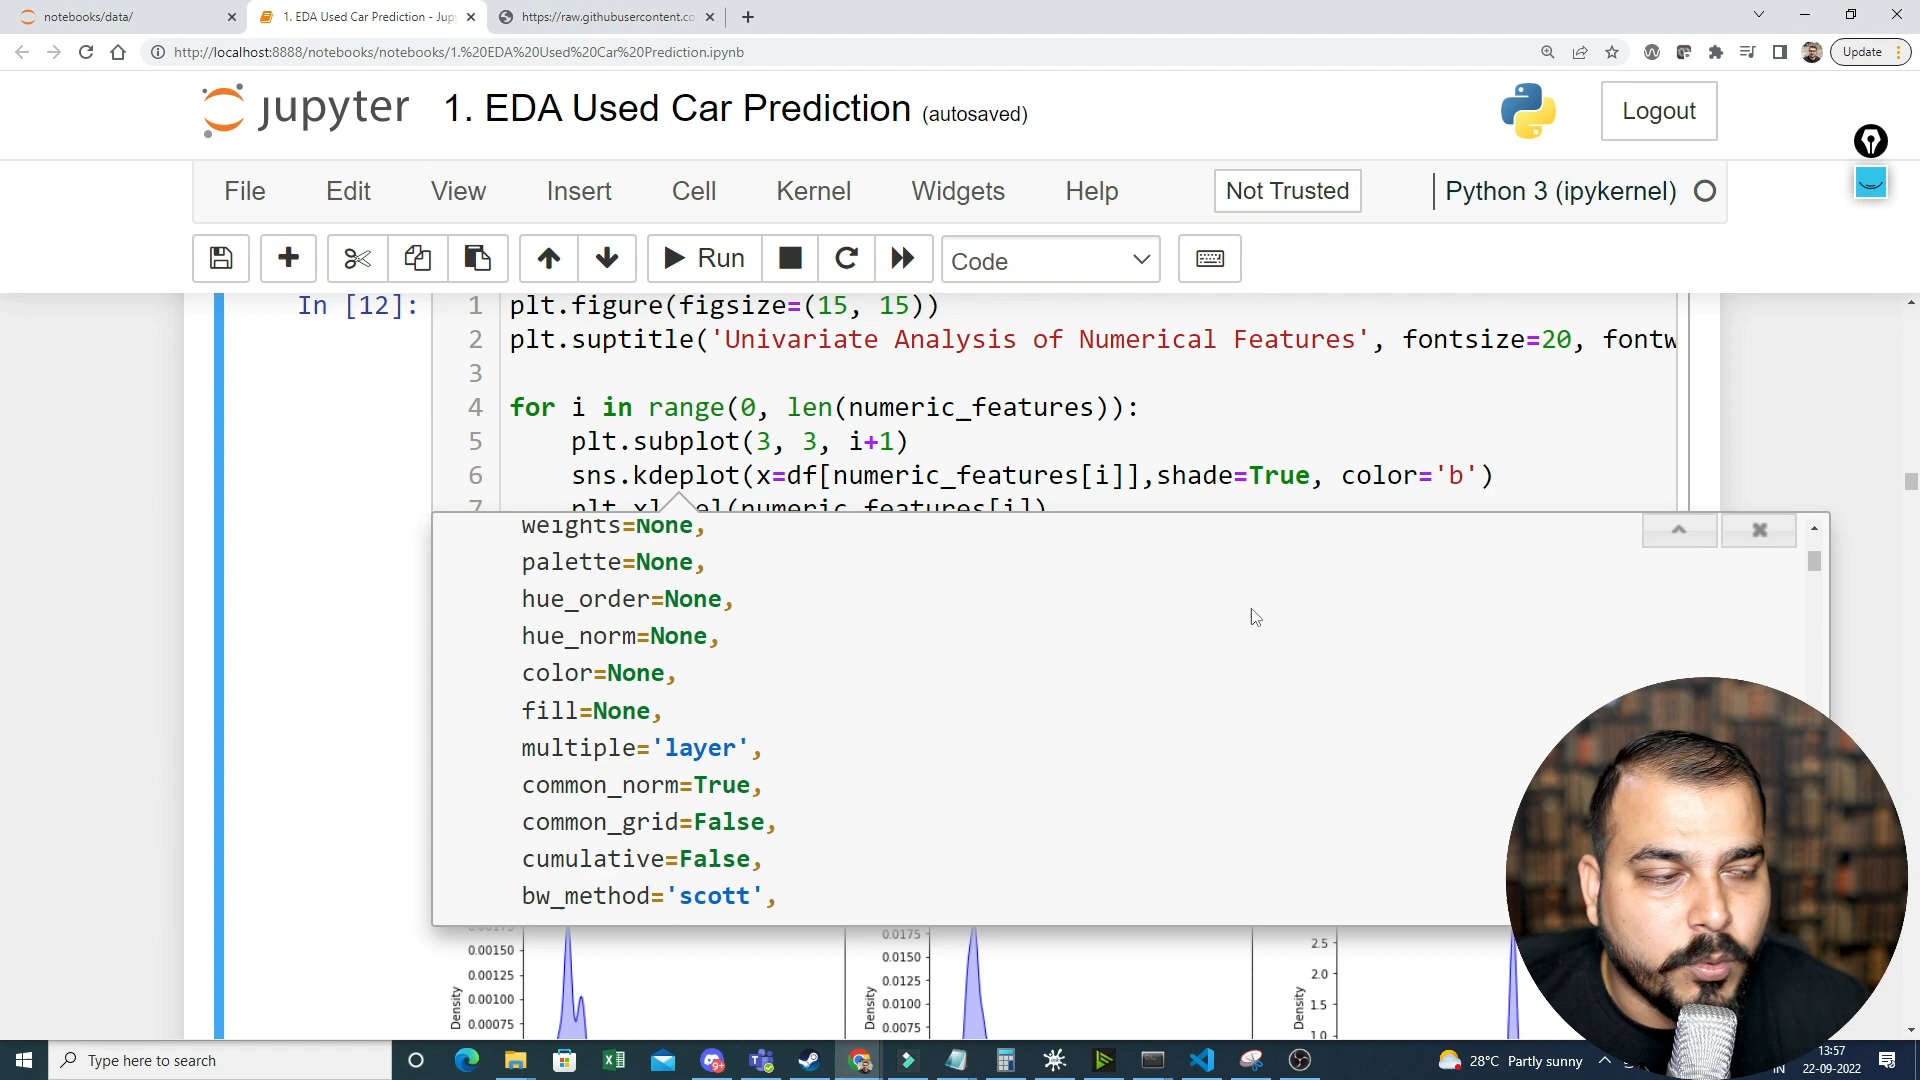 notebooks/data/
1. EDA Used Car Prediction - Jup
https://raw.githubusercontent.co
http://localhost:8888/notebooks/notebooks/1.%20EDA%20Used%20Car%20Prediction.ipynb
Update
jupyter
1. EDA Used Car Prediction (autosaved)
Logout
File Edit View Insert Cell Kernel Widgets Help
Not Trusted
Python 3 (ipykernel)
Run
Code
In [12]:
1 plt.figure(figsize=(15, 15))
2 plt.suptitle('Univariate Analysis of Numerical Features', fontsize=20, fontw
3
4 for i in range(0, len(numeric_features)):
5 plt.subplot(3, 3, i+1)
6 sns.kdeplot(x=df[numeric_features[i]],shade=True, color='b')
7
weights=None,
palette=None,
hue_order=None,
hue_norm=None,
color=None,
fill=None,
multiple='layer',
common_norm=True,
common_grid=False,
cumulative=False,
bw_method='scott',
0.00150
0.00125
0.00100
0.00075
Density
0.0175
0.0150
0.0125
0.0100
0.0075
Density
2.5
2.0
1.5
1.0
Density
Type here to search
9+
28°C Partly sunny
IN
13:57
22-09-2022